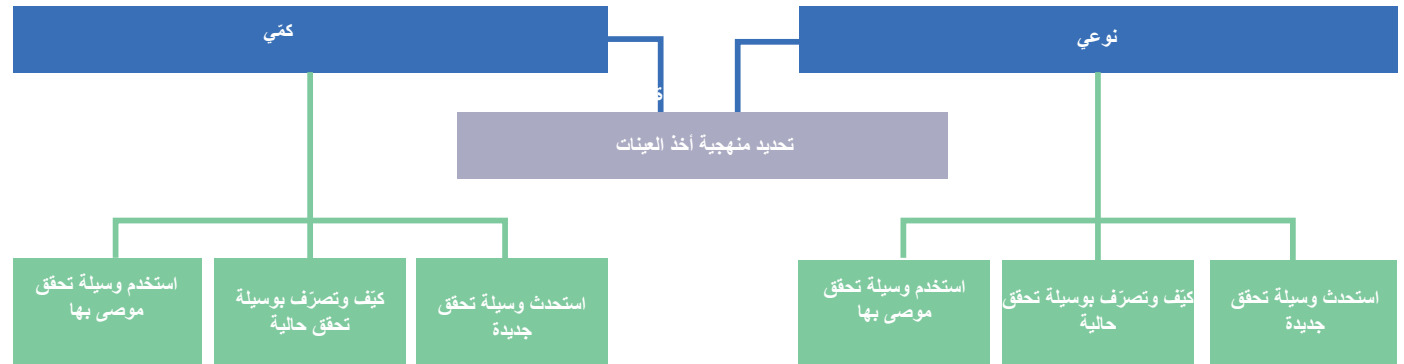 نوعي
كمّي
تحديد منهجية أخذ العينات
استحدث وسيلة تحقق
جديدة
كيّف وتصرّف بوسيلة تحقق
حالية
استخدم وسيلة تحقق
موصى بها
استحدث وسيلة تحقق
جديدة
كيّف وتصرّف بوسيلة
تحقق حالية
استخدم وسيلة تحقق
موصى بها